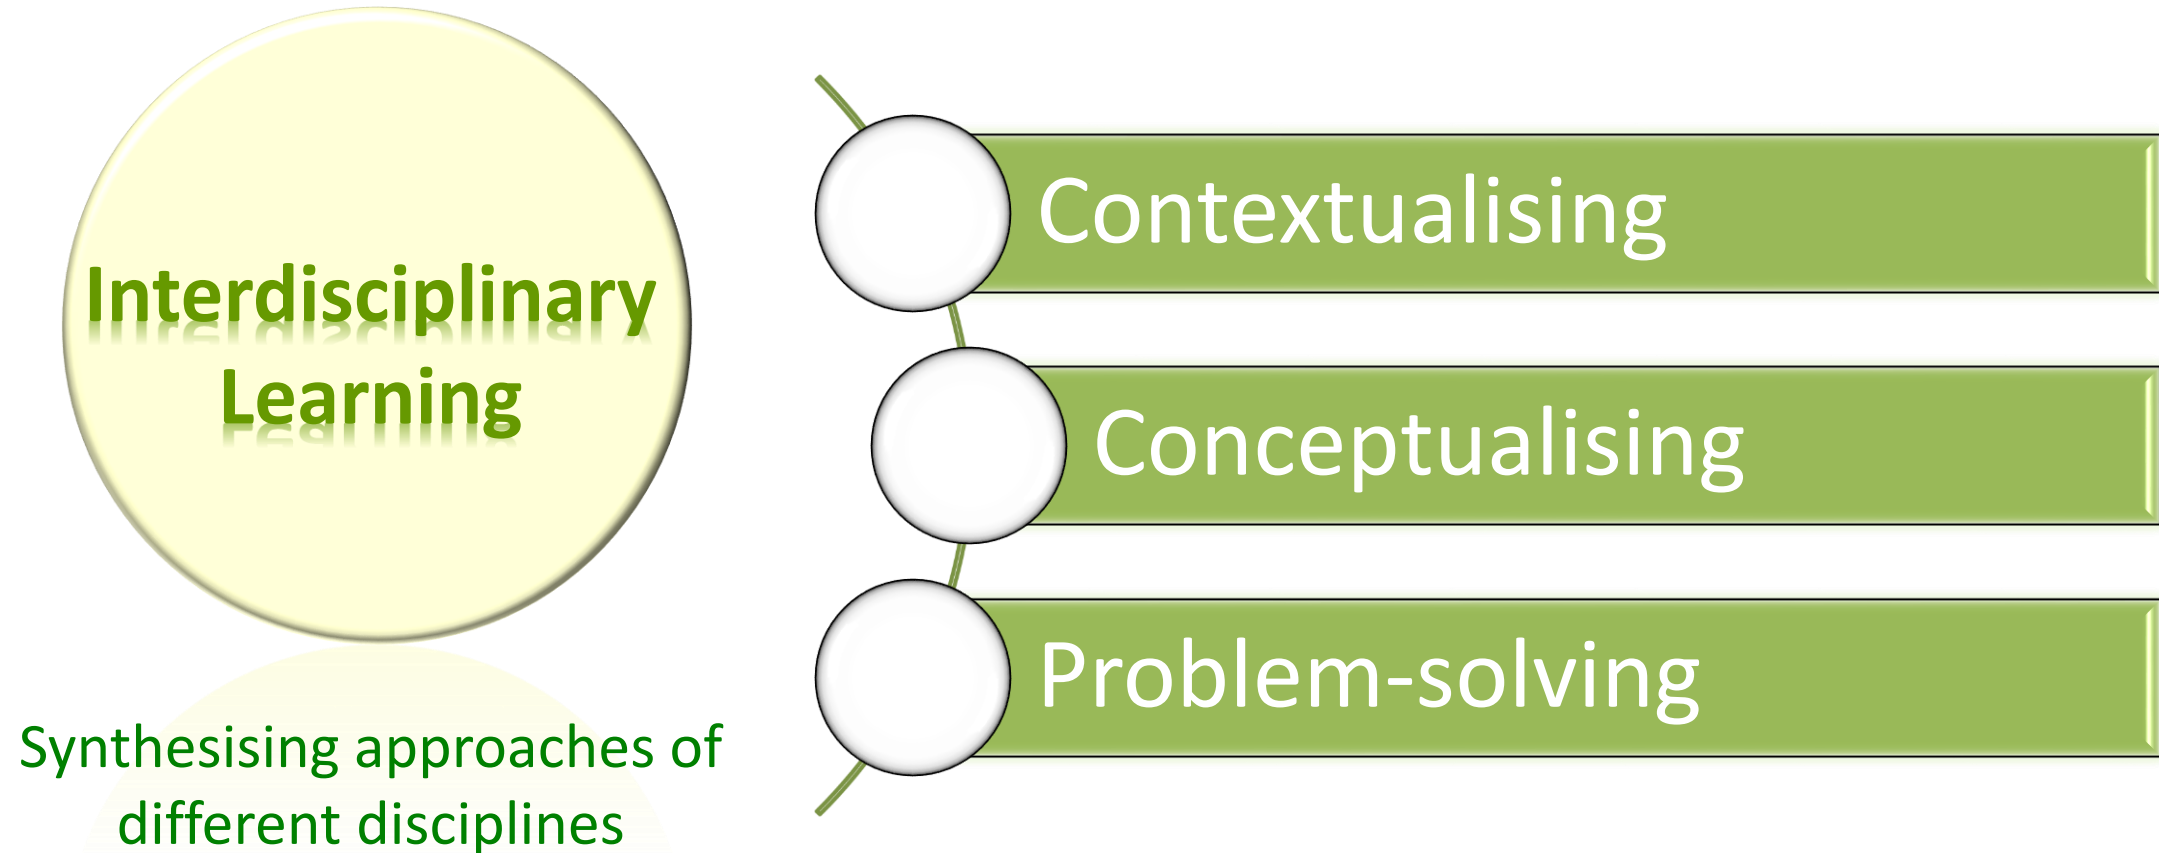 Interdisciplinary
Learning
Synthesising approaches of
different disciplines
Contextualising
Conceptualising
Problem-solving